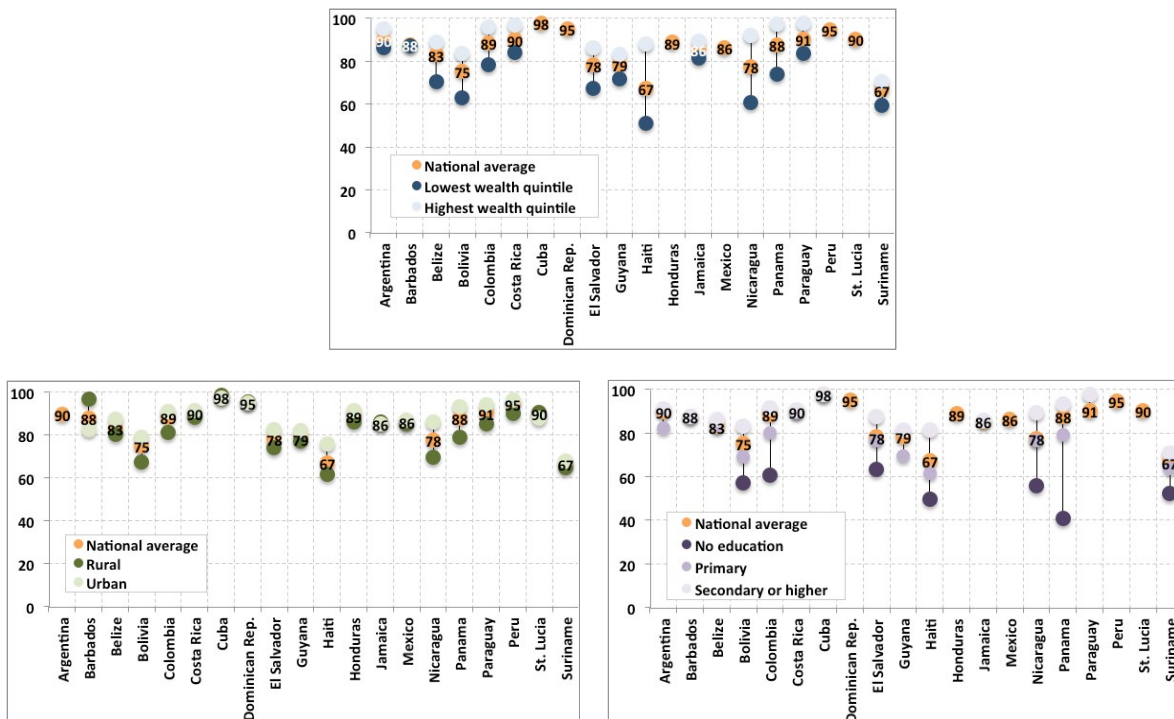 100
80
60
40
20
0
90 88 83 75 89 90 98 95 78 79 67 89 86 86 78 88 91 95 90 67
National average
Lowest wealth quintile
Highest wealth quintile
Argentina
Barbados
Belize
Bolivia
Colombia
Costa Rica
Cuba
Dominican Rep.
El Salvador
Guyana
Haiti
Honduras
Jamaica
Mexico
Nicaragua
Panama
Paraguay
Peru
St. Lucia
Suriname
100
80
60
40
20
0
90 88 83 75 89 90 98 95 78 79 67 89 86 86 78 88 91 95 90 67
National average
Rural
Urban
Argentina
Barbados
Belize
Bolivia
Colombia
Costa Rica
Cuba
Dominican Rep.
El Salvador
Guyana
Haiti
Honduras
Jamaica
Mexico
Nicaragua
Panama
Paraguay
Peru
St. Lucia
Suriname
100
80
60
40
20
0
90 88 83 75 89 90 98 95 78 79 67 89 86 86 78 88 91 95 90 67
National average
No education
Primary
Secondary or higher
Argentina
Barbados
Belize
Bolivia
Colombia
Costa Rica
Cuba
Dominican Rep.
El Salvador
Guyana
Haiti
Honduras
Jamaica
Mexico
Nicaragua
Panama
Paraguay
Peru
St. Lucia
Suriname